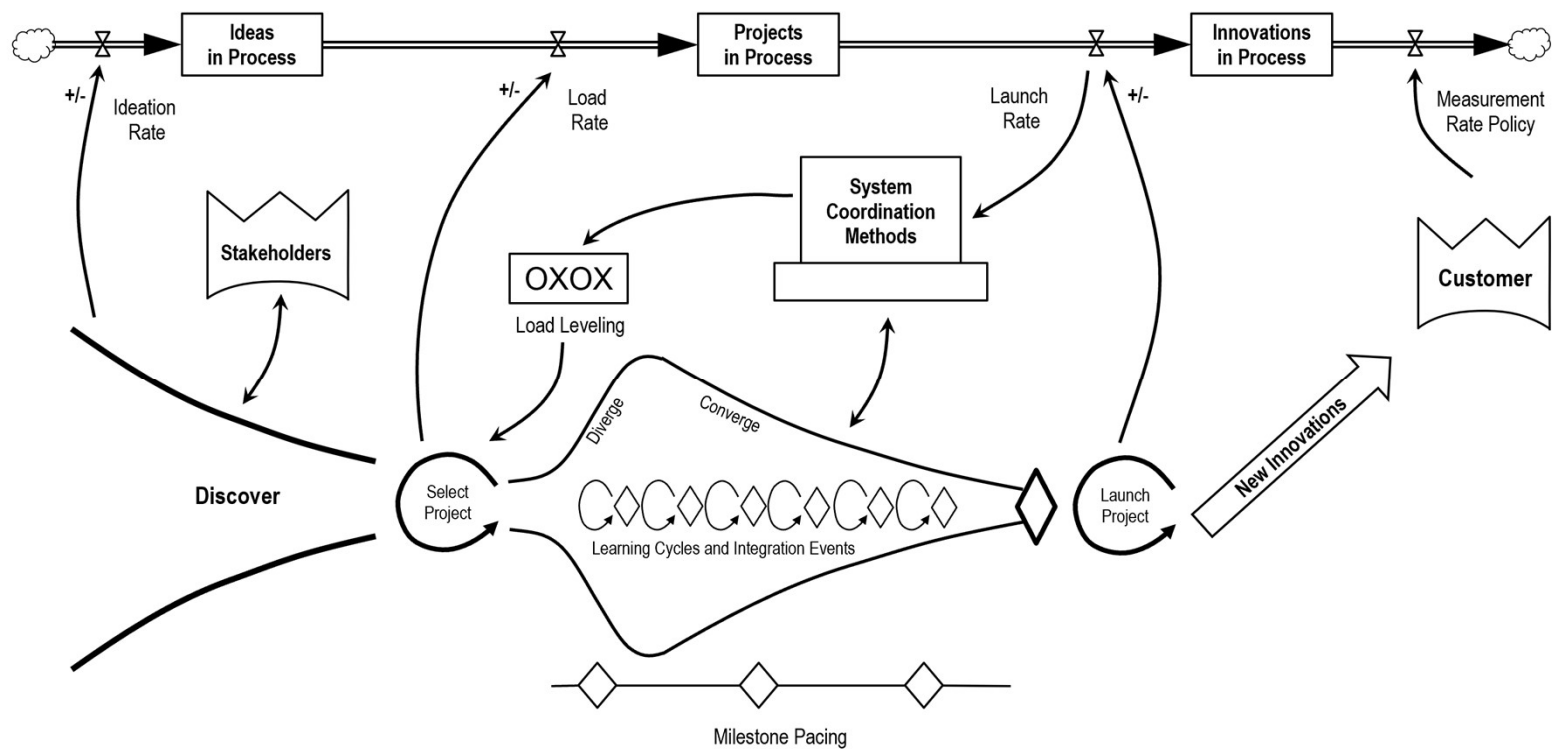 Ideas
in Process
Projects
in Process
Innovations
in Process
+/-
Ideation
Rate
+/-
Load
Rate
Launch
Rate
+/-
Measurement
Rate Policy
Stakeholders
System
Coordination
Methods
OXOX
Load Leveling
Customer
Diverge
Converge
New Innovations
Discover
Select
Project
Launch
Project
Learning Cycles and Integration Events
Milestone Pacing